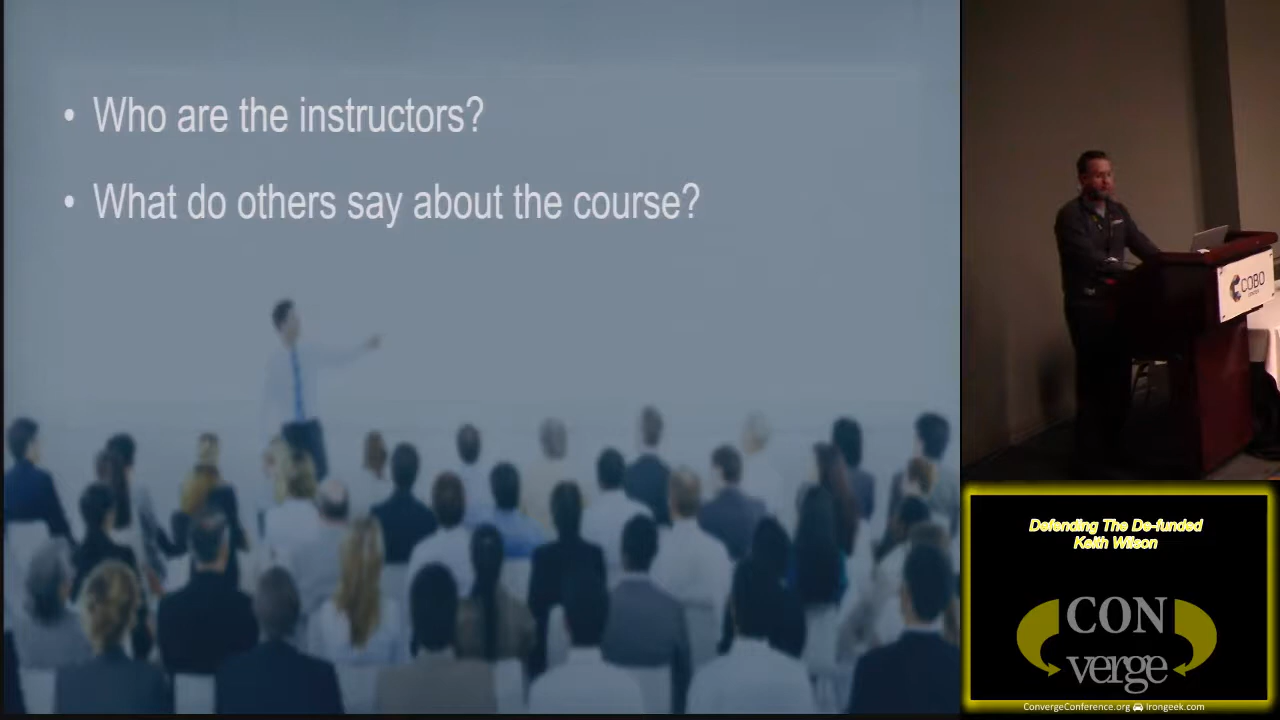 • Who are the instructors?
• What do others say about the course?
COBO
Defending The De-funded
Keith Wilson
CON
verge
ConvergeConference.org Irongeek.com